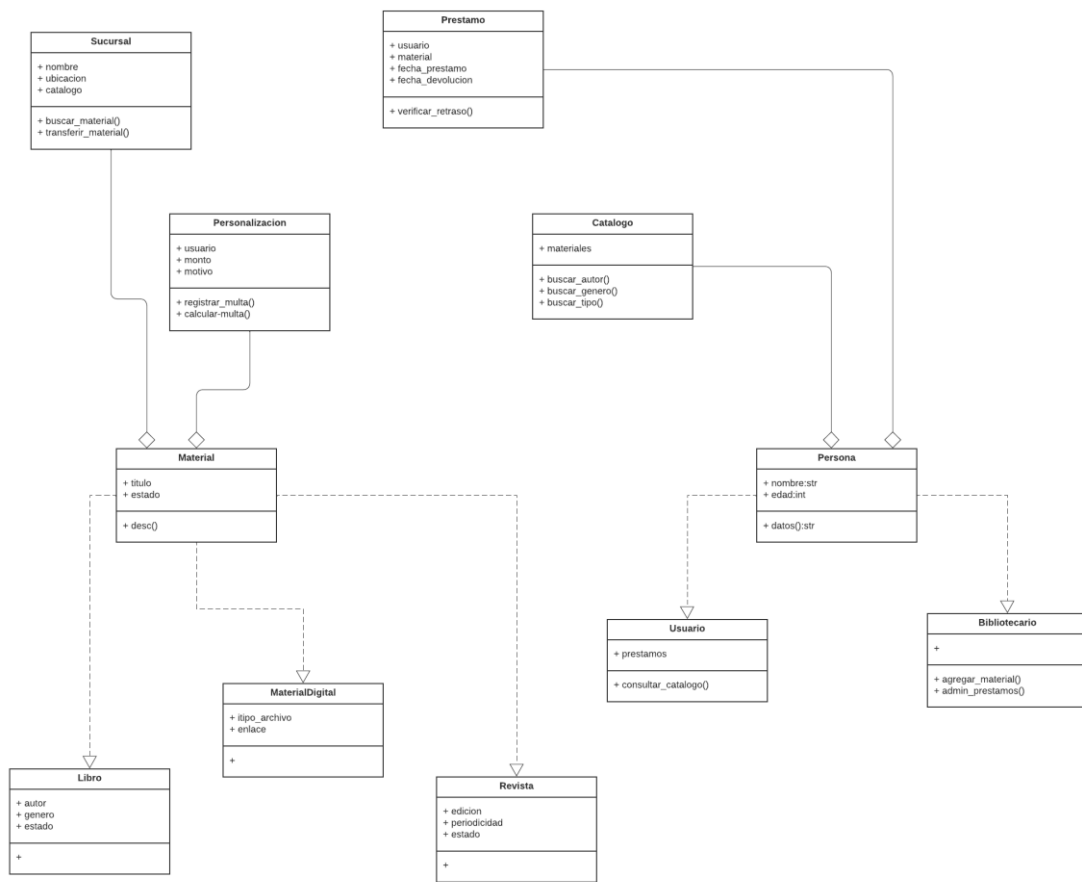 Prestamo
+ usuario
+ material
+ fecha_prestamo
+ fecha_devolucion
+ verificar_retraso()
Sucursal
+ nombre
+ ubicacion
+ catalogo
+ buscar_material()
+ transferir_material()
Personalizacion
+ usuario
+ monto
+ motivo
+ registrar_multa()
+ calcular-multa()
Catalogo
+ materiales
+ buscar_autor()
+ buscar_genero()
+ buscar_tipo()
Material
+ titulo
+ estado
+ desc()
Persona
+ nombre:str
+ edad:int
+ datos():str
Usuario
+ prestamos
+ consultar_catalogo()
Bibliotecario
+
+ agregar_material()
+ admin_prestamos()
MaterialDigital
+ itipo_archivo
+ enlace
+
Libro
+ autor
+ genero
+ estado
+
Revista
+ edicion
+ periodicidad
+ estado
+